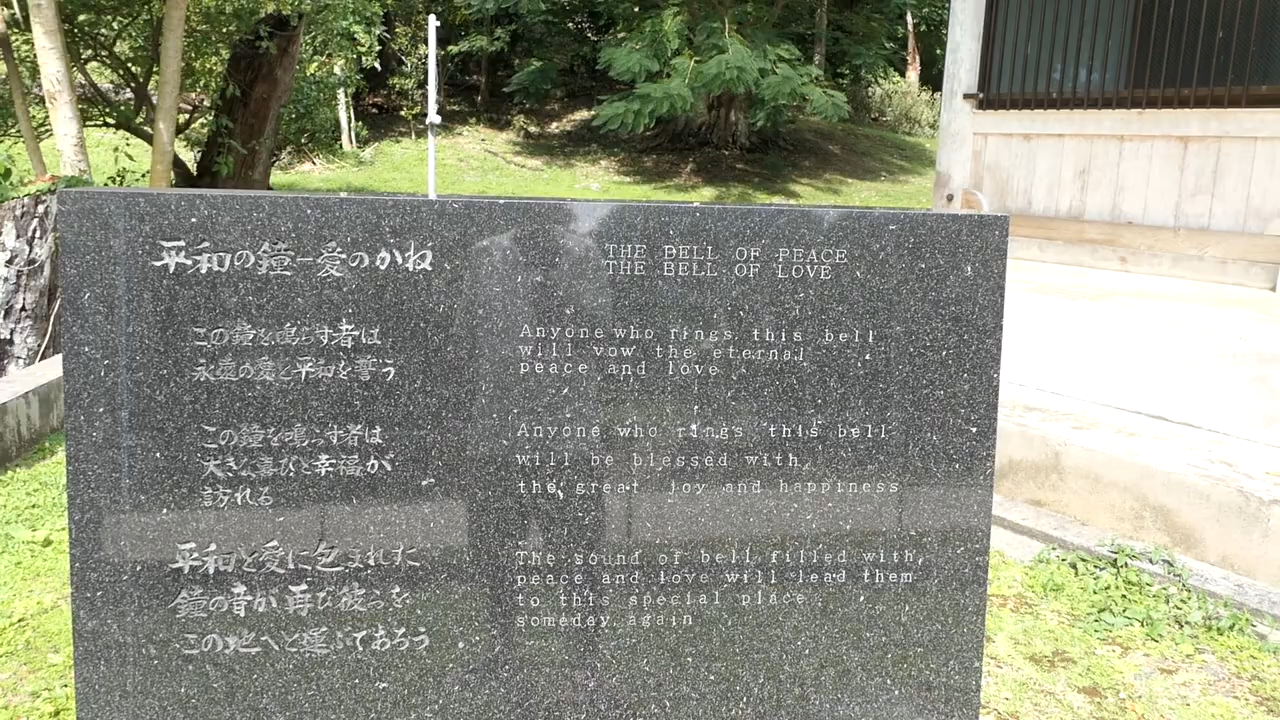 平和の鐘－愛のかね
この鐘を鳴らす者は
永遠の愛と平和を誓う
この鐘を鳴らす者は
大きな喜びと幸福が
訪れる
平和と愛に包まれた
鐘の音が再び彼らを
この地へと運ぶであろう
THE BELL OF PEACE
THE BELL OF LOVE
Anyone who rings this bell
will vow the eternal
peace and love
Anyone who rings this bell
will be blessed with,
the great joy and happiness
The sound of bell filled with,
peace and love will lead them
to this special place
someday again